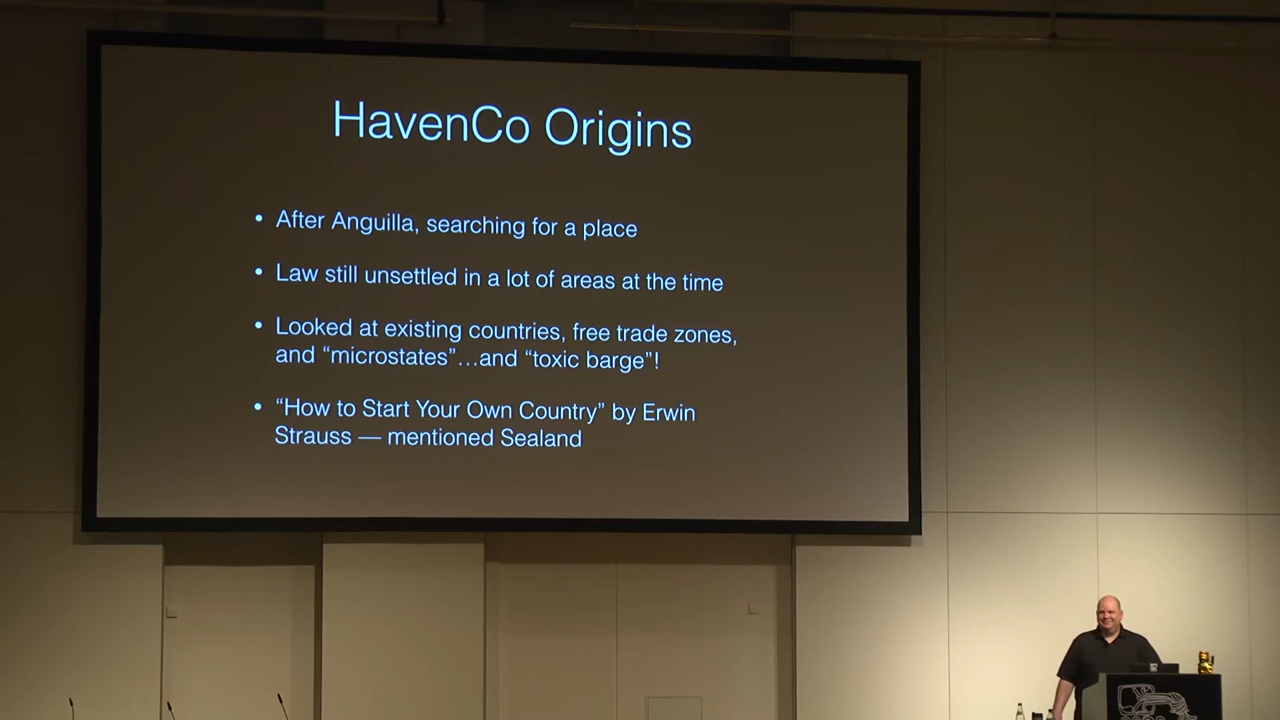 HavenCo Origins
• After Anguilla, searching for a place
• Law still unsettled in a lot of areas at the time
• Looked at existing countries, free trade zones,
and “microstates”…and “toxic barge”!
• “How to Start Your Own Country” by Erwin
Strauss — mentioned Sealand